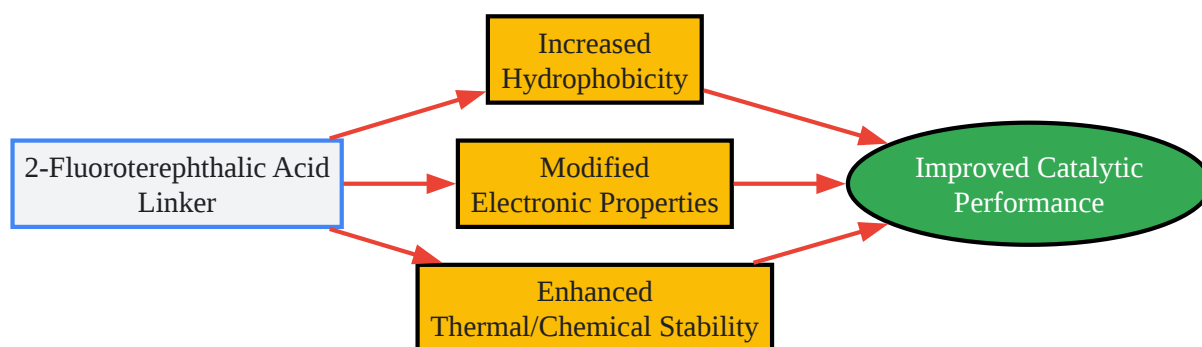 2-Fluoroterephthalic Acid
Linker
Increased
Hydrophobicity
Modified
Electronic Properties
Enhanced
Thermal/Chemical Stability
Improved Catalytic
Performance